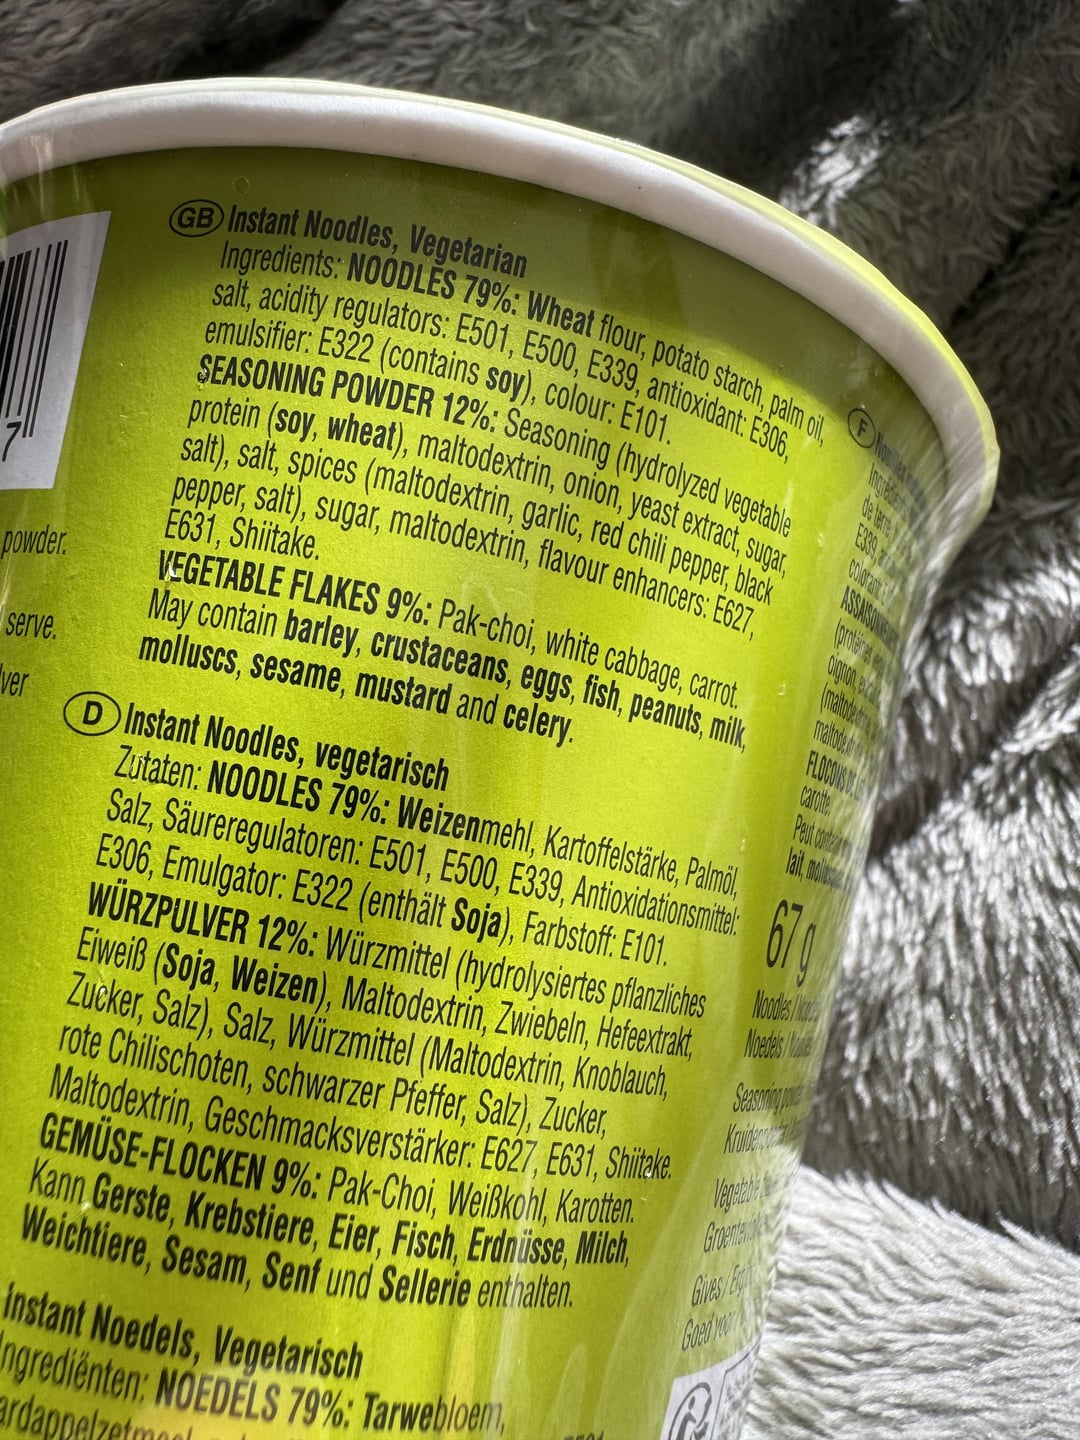 7
powder.
serve.
GB Instant Noodles, Vegetarian
Ingredients: NOODLES 79%: Wheat flour, potato starch, palm oil,
salt, acidity regulators: E501, E500, E339, antioxidant: E306,
emulsifier: E322 (contains soy), colour: E101.
SEASONING POWDER 12%: Seasoning (hydrolyzed vegetable
protein (soy, wheat), maltodextrin, onion, yeast extract, sugar,
salt), salt, spices (maltodextrin, garlic, red chili pepper, black
pepper, salt), sugar, maltodextrin, flavour enhancers: E627,
E631, Shiitake.
VEGETABLE FLAKES 9%: Pak-choi, white cabbage, carrot.
May contain barley, crustaceans, eggs, fish, peanuts, milk,
molluscs, sesame, mustard and celery.
D Instant Noodles, vegetarisch
Zutaten: NOODLES 79%: Weizenmehl, Kartoffelstärke, Palmöl,
Salz, Säureregulatoren: E501, E500, E339, Antioxidationsmittel:
E306, Emulgator: E322 (enthält Soja), Farbstoff: E101.
WÜRZPULVER 12%: Würzmittel (hydrolysiertes pflanzliches
Eiweiß (Soja, Weizen), Maltodextrin, Zwiebeln, Hefeextrakt,
Zucker, Salz), Salz, Würzmittel (Maltodextrin, Knoblauch,
rote Chilischoten, schwarzer Pfeffer, Salz), Zucker,
Maltodextrin, Geschmacksverstärker: E627, E631, Shiitake.
GEMÜSE-FLOCKEN 9%: Pak-Choi, Weißkohl, Karotten.
Kann Gerste, Krebstiere, Eier, Fisch, Erdnüsse, Milch,
Weichtiere, Sesam, Senf und Sellerie enthalten.
Instant Noedels, Vegetarisch
NOEDELS 79%: Tarwebloem,
F
de terre,
E339,
carotte.
Peut
lait,
67 g
Noodles /
Noedels /
Seasoning
Gives /
Goed